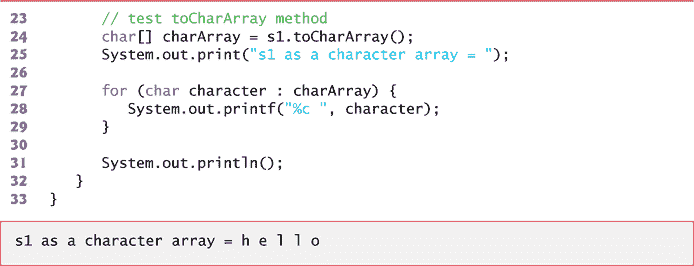 23 // test toCharArray method
24 char[] charArray = s1.toCharArray();
25 System.out.print("s1 as a character array = ");
26
27 for (char character : charArray) {
28 System.out.printf("%c ", character);
29 }
30
31 System.out.println();
32 }
33 }
s1 as a character array = h e l l o